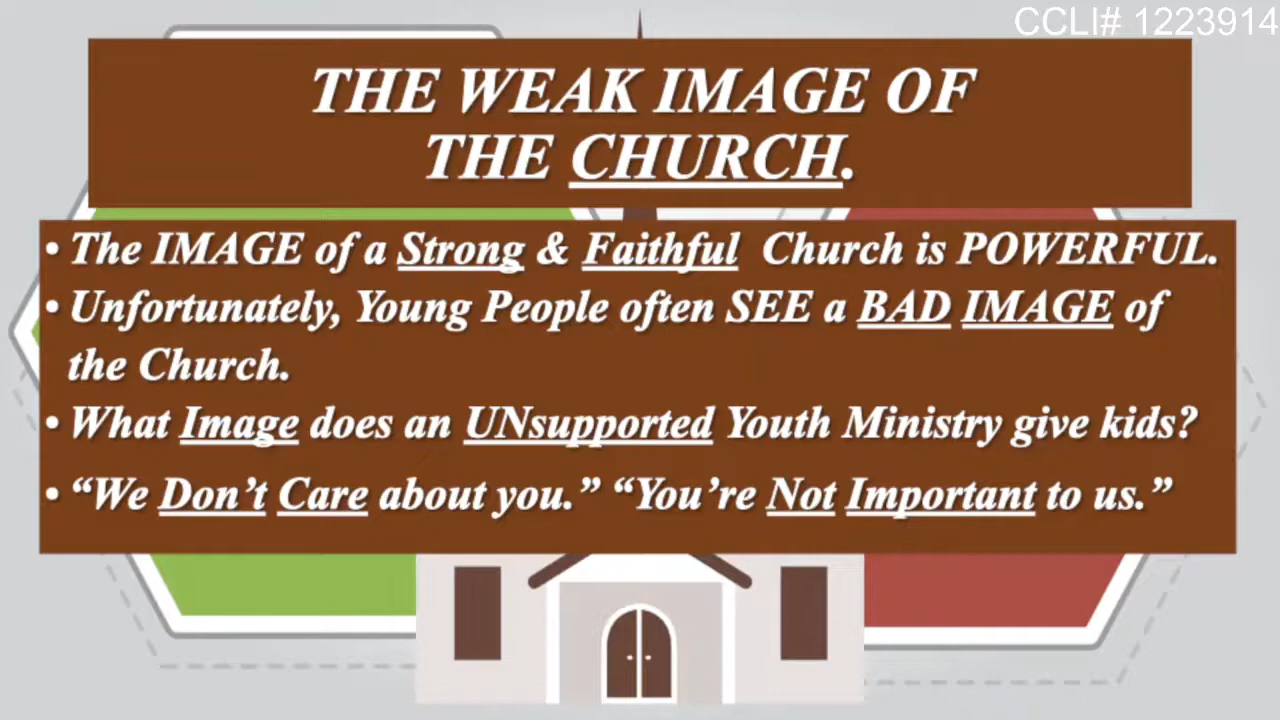 CCLI# 1223914
THE WEAK IMAGE OF
THE CHURCH.
• The IMAGE of a Strong & Faithful Church is POWERFUL.
• Unfortunately, Young People often SEE a BAD IMAGE of
the Church.
• What Image does an UNsupported Youth Ministry give kids?
• “We Don’t Care about you.” “You’re Not Important to us.”